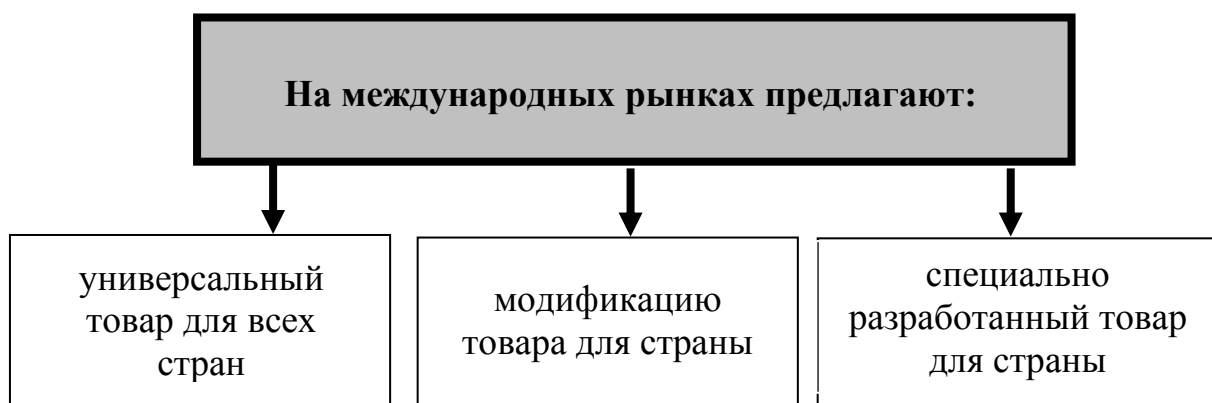 На международных рынках предлагают:
универсальный
товар для всех
стран
модификацию
товара для страны
специально
разработанный товар
для страны